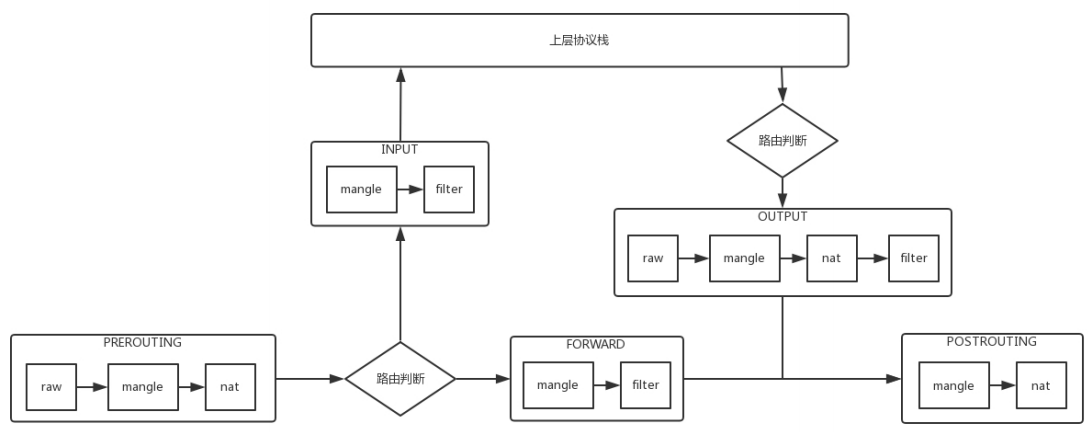 上层协议栈
路由判断
INPUT
mangle
filter
OUTPUT
raw
mangle
nat
filter
PREROUTING
raw
mangle
nat
路由判断
FORWARD
mangle
filter
POSTROUTING
mangle
nat